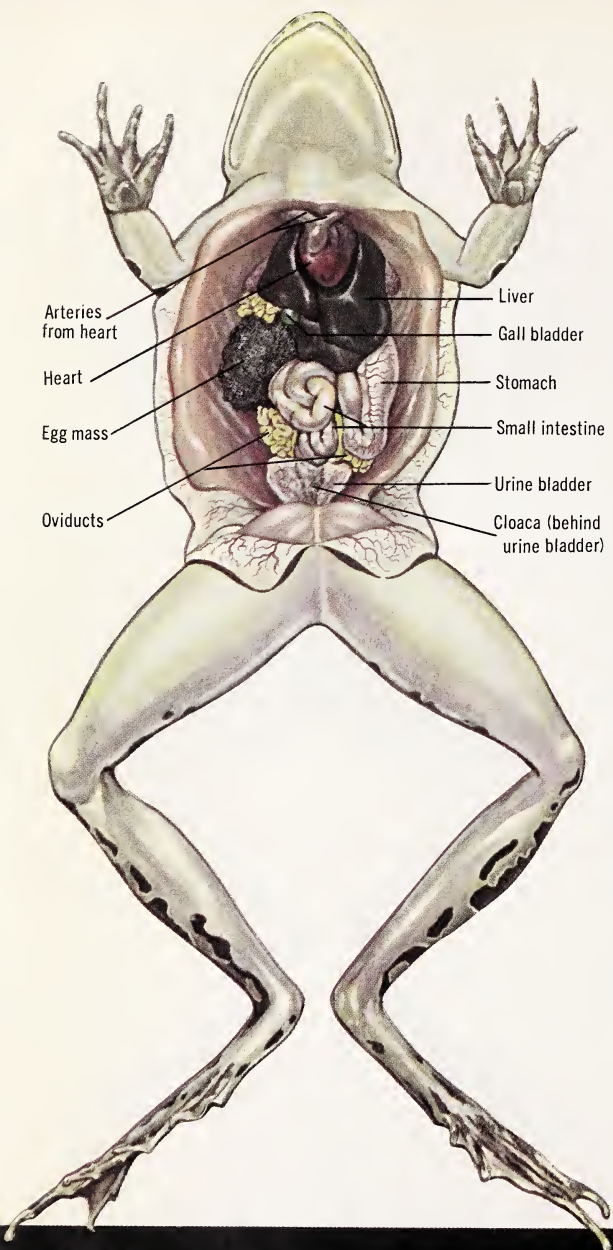 Arteries
from heart
Heart
Egg mass
Oviducts
Liver
Gall bladder
Stomach
Small intestine
Urine bladder
Cloaca (behind
urine bladder)